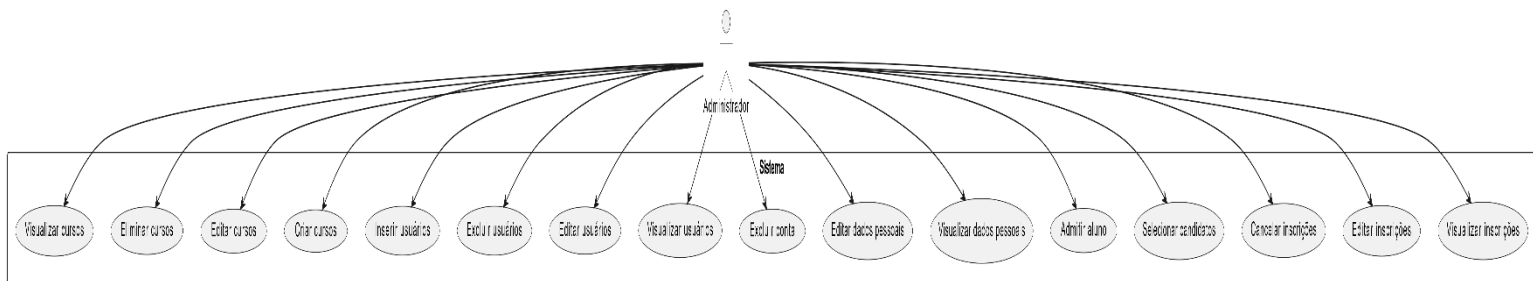 Administrador
Sistema
Visualizar cursos
Eliminar cursos
Editar cursos
Criar cursos
Inserir usuários
Excluir usuários
Editar usuários
Visualizar usuários
Excluir conta
Editar dados pessoais
Visualizar dados pessoais
Admitir aluno
Selecionar candidatos
Cancelar inscrições
Editar inscrições
Visualizar inscrições